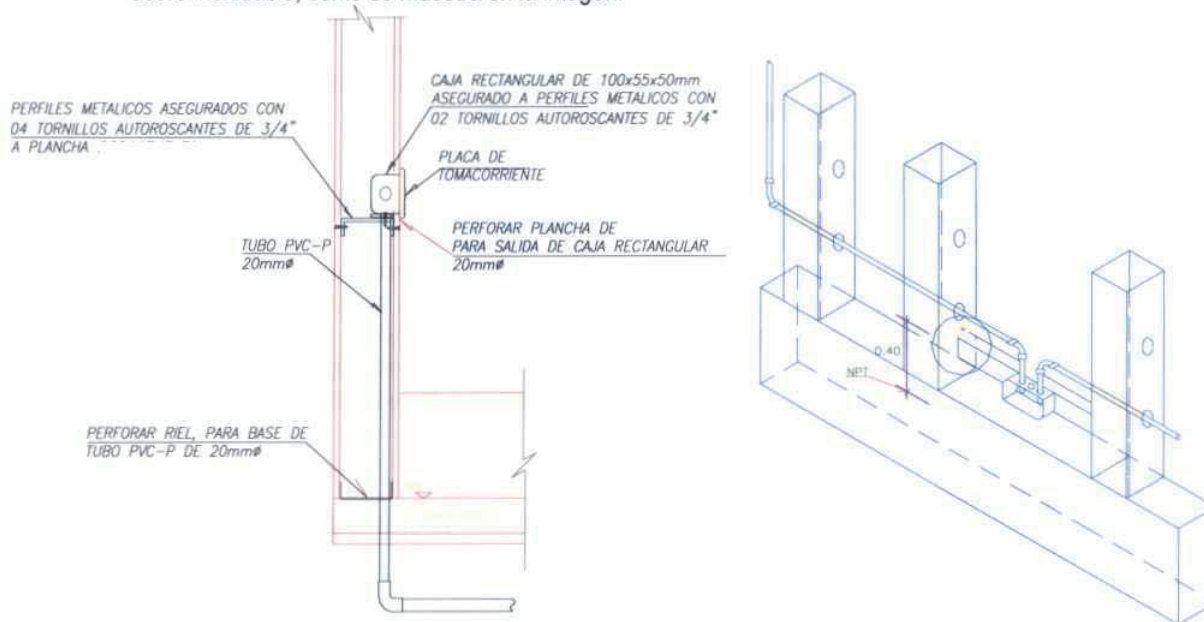 PERFILES METALICOS ASEGURADOS CON
04 TORNILLOS AUTOROSCANTES DE 3/4"
A PLANCHA
CAJA RECTANGULAR DE 100x55x50mm
ASEGURADO A PERFILES METALICOS CON
02 TORNILLOS AUTOROSCANTES DE 3/4"
PLACA DE
TOMACORRIENTE
TUBO PVC-P
20mmø
PERFORAR PLANCHA DE
PARA SALIDA DE CAJA RECTANGULAR
20mmø
PERFORAR RIEL, PARA BASE DE
TUBO PVC-P DE 20mmø
0.40
NPT